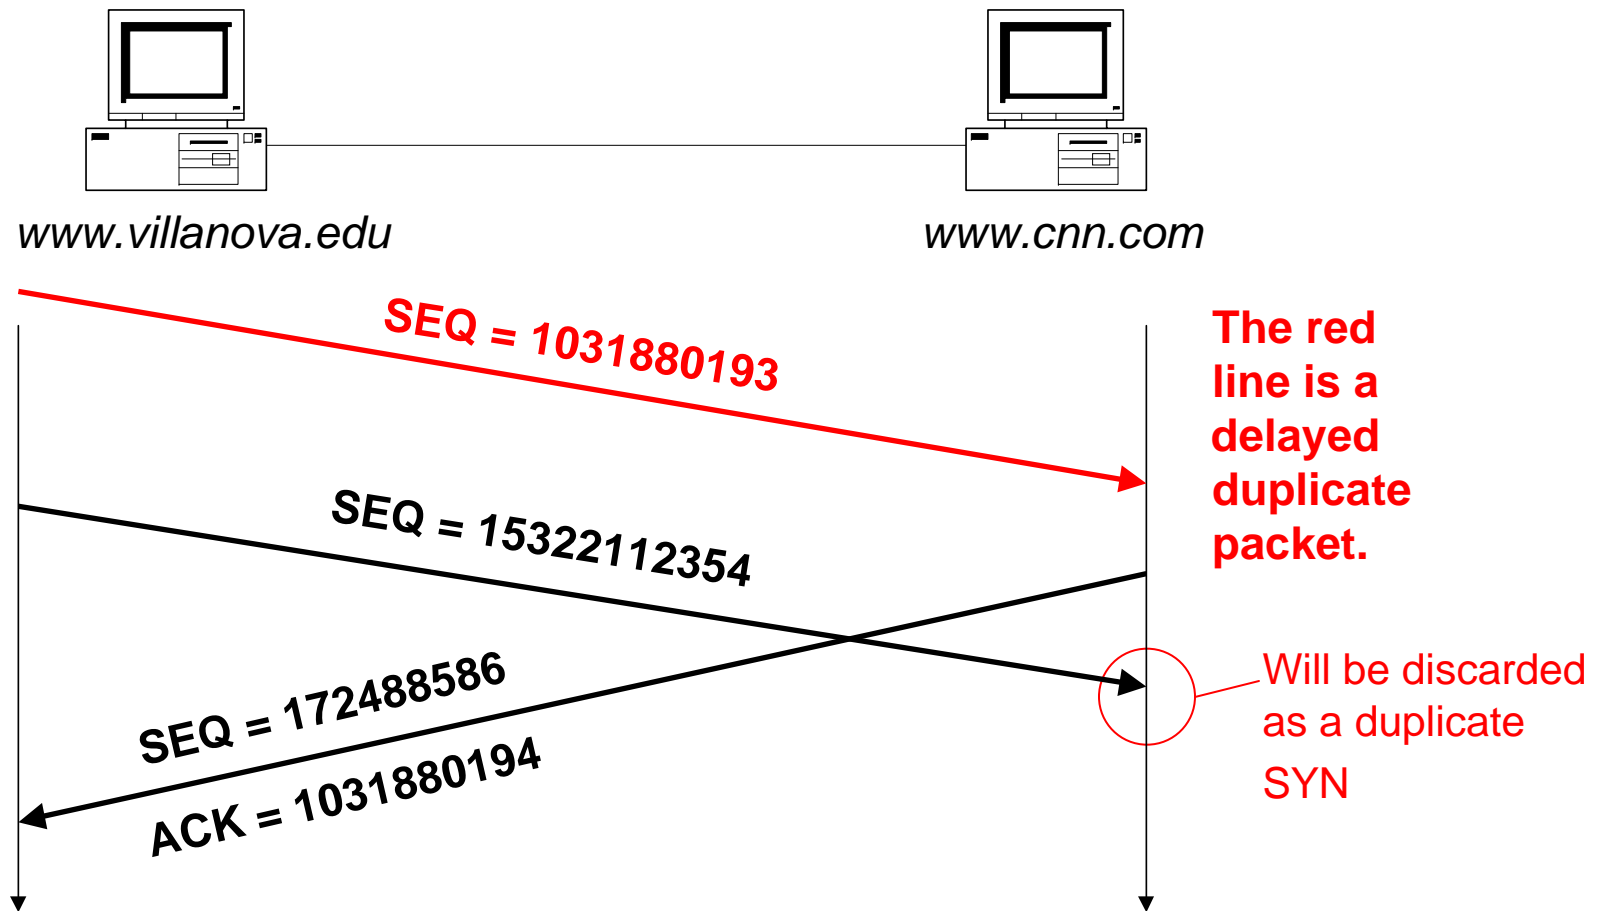 www.villanova.edu
www.cnn.com
SEQ = 1031880193
The red
line is a
delayed
duplicate
packet.
SEQ = 15322112354
SEQ = 172488586
ACK = 1031880194
Will be discarded
as a duplicate
SYN